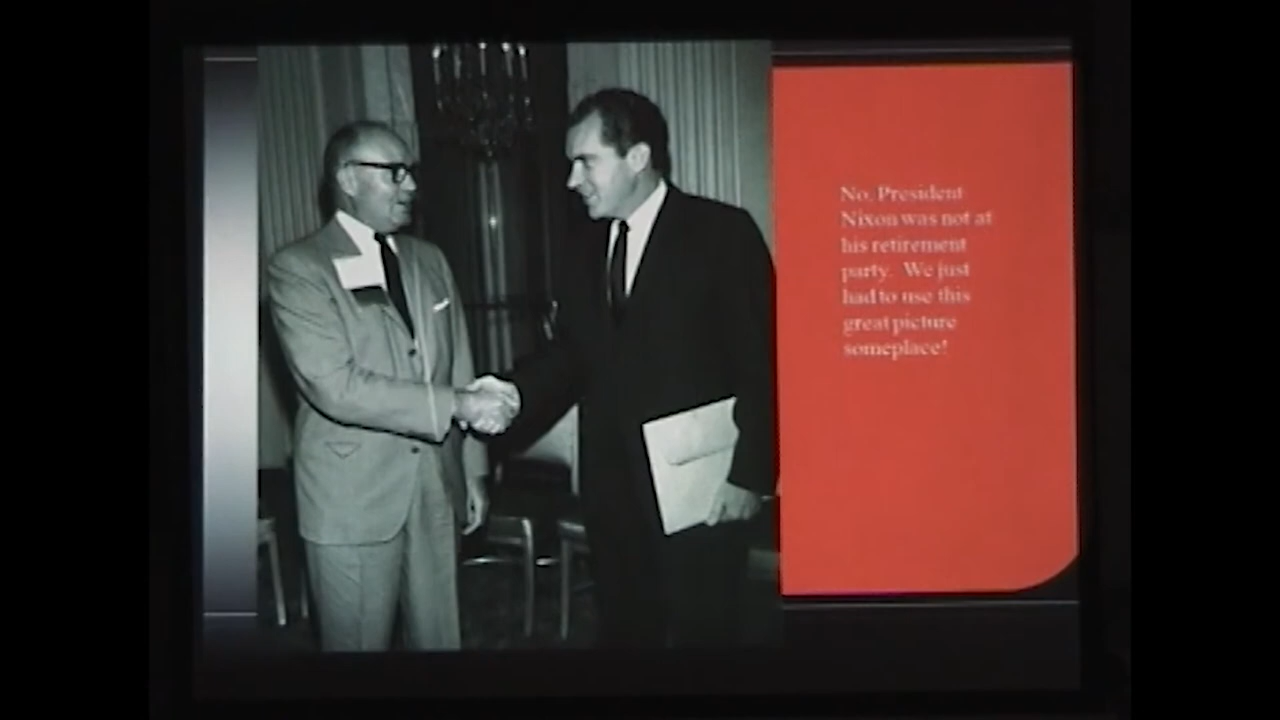 No, President
Nixon was not at
his retirement
party. We just
had to use this
great picture
someplace!